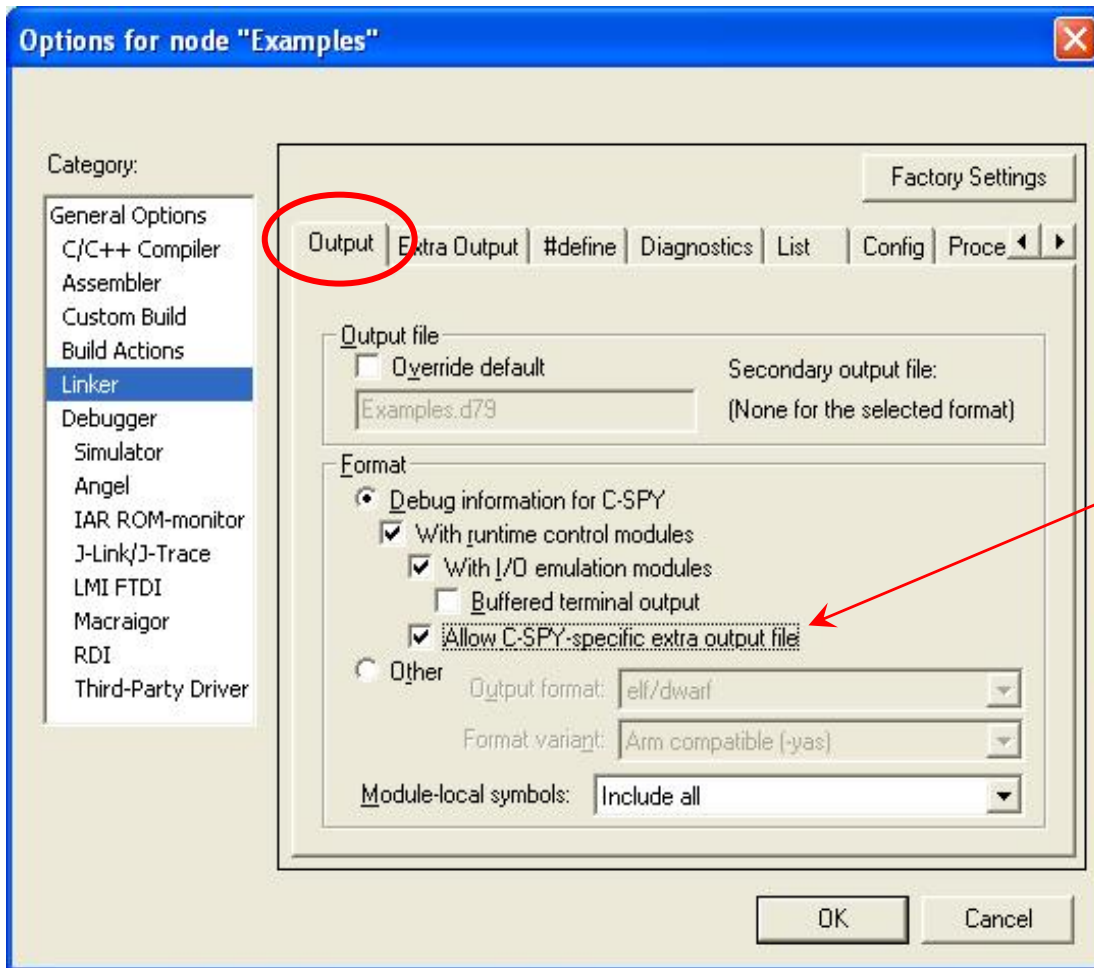 Options for node "Examples"
Category:
General Options
C/C++ Compiler
Assembler
Custom Build
Build Actions
Linker
Debugger
Simulator
Angel
IAR ROM-monitor
J-Link/J-Trace
LMI FTDI
Macraigor
RDI
Third-Party Driver
Factory Settings
Output Extra Output #define Diagnostics List Config Proce
Output file
Override default
Secondary output file:
Examples.d79
(None for the selected format)
Format
Debug information for C-SPY
With runtime control modules
With I/O emulation modules
Buffered terminal output
Allow C-SPY-specific extra output file
Other
Output format: elf/dwarf
Format variant: Arm compatible (-yas)
Module-local symbols: Include all
OK Cancel